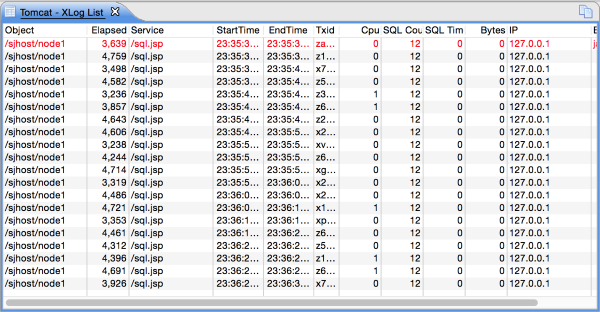 Tomcat - XLog List
Object Elapsed Service StartTime EndTime Txid Cpu SQL Cou SQL Tim Bytes IP E
/sjhost/node1 3,639 /sql.jsp 23:35:3... 23:35:3... za... 0 12 0 0 127.0.0.1 ja
/sjhost/node1 4,759 /sql.jsp 23:35:3... 23:35:3... z1... 0 12 0 0 127.0.0.1
/sjhost/node1 3,498 /sql.jsp 23:35:3... 23:35:4... x7... 0 12 0 0 127.0.0.1
/sjhost/node1 4,582 /sql.jsp 23:35:3... 23:35:4... z5... 0 12 0 0 127.0.0.1
/sjhost/node1 3,236 /sql.jsp 23:35:4... 23:35:4... z3... 1 12 0 0 127.0.0.1
/sjhost/node1 3,857 /sql.jsp 23:35:4... 23:35:4... x6... 1 12 0 0 127.0.0.1
/sjhost/node1 4,643 /sql.jsp 23:35:4... 23:35:4... z2... 0 12 0 0 127.0.0.1
/sjhost/node1 4,606 /sql.jsp 23:35:4... 23:35:5... x2... 0 12 0 0 127.0.0.1
/sjhost/node1 3,238 /sql.jsp 23:35:5... 23:35:5... xv... 0 12 0 0 127.0.0.1
/sjhost/node1 4,244 /sql.jsp 23:35:5... 23:35:5... z6... 0 12 0 0 127.0.0.1
/sjhost/node1 4,714 /sql.jsp 23:35:5... 23:35:5... xg... 0 12 0 0 127.0.0.1
/sjhost/node1 3,319 /sql.jsp 23:35:5... 23:36:0... x2... 0 12 0 0 127.0.0.1
/sjhost/node1 4,486 /sql.jsp 23:36:0... 23:36:0... x2... 0 12 0 0 127.0.0.1
/sjhost/node1 4,721 /sql.jsp 23:36:0... 23:36:1... x1... 1 12 0 0 127.0.0.1
/sjhost/node1 3,353 /sql.jsp 23:36:1... 23:36:1... xp... 0 12 0 0 127.0.0.1
/sjhost/node1 4,461 /sql.jsp 23:36:1... 23:36:2... z6... 0 12 0 0 127.0.0.1
/sjhost/node1 4,312 /sql.jsp 23:36:2... 23:36:2... z5... 0 12 0 0 127.0.0.1
/sjhost/node1 4,396 /sql.jsp 23:36:2... 23:36:2... z1... 1 12 0 0 127.0.0.1
/sjhost/node1 4,691 /sql.jsp 23:36:2... 23:36:2... z6... 1 12 0 0 127.0.0.1
/sjhost/node1 3,926 /sql.jsp 23:36:2... 23:36:2... x7... 0 12 0 0 127.0.0.1